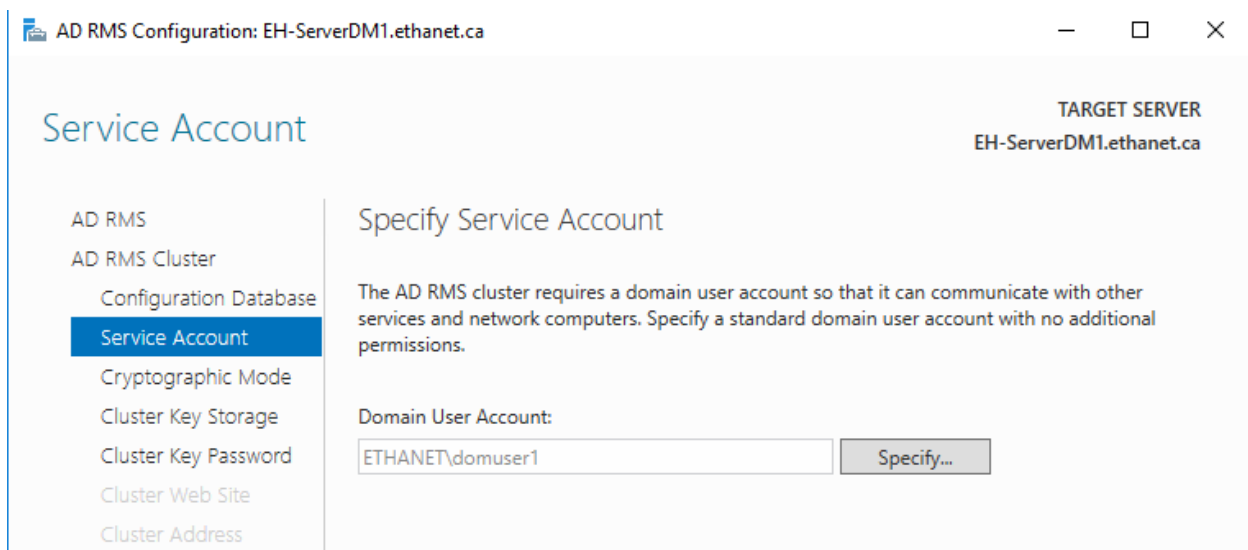 AD RMS Configuration: EH-ServerDM1.ethanet.ca
Service Account
TARGET SERVER
EH-ServerDM1.ethanet.ca
AD RMS
AD RMS Cluster
Configuration Database
Service Account
Cryptographic Mode
Cluster Key Storage
Cluster Key Password
Cluster Web Site
Cluster Address
Specify Service Account
The AD RMS cluster requires a domain user account so that it can communicate with other
services and network computers. Specify a standard domain user account with no additional
permissions.
Domain User Account:
ETHANET\domuser1
Specify...